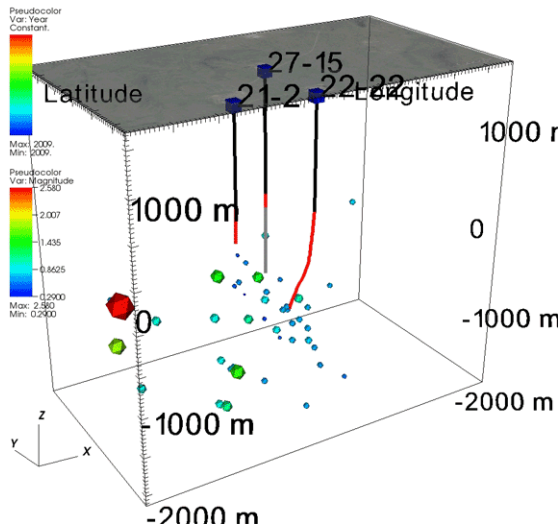 Pseudocolor
Var: Year
Constant.
Max: 2009.
Min: 2009.
Pseudocolor
Var: Magnitude
2.580
2.007
1.435
0.8625
0.2900
Max: 2.580
Min: 0.2900
27-15
21-2
22-22
Latitude
Longitude
1000 m
1000 m
0
0
-1000 m
-1000 m
-2000 m
-2000 m
Z
Y
X